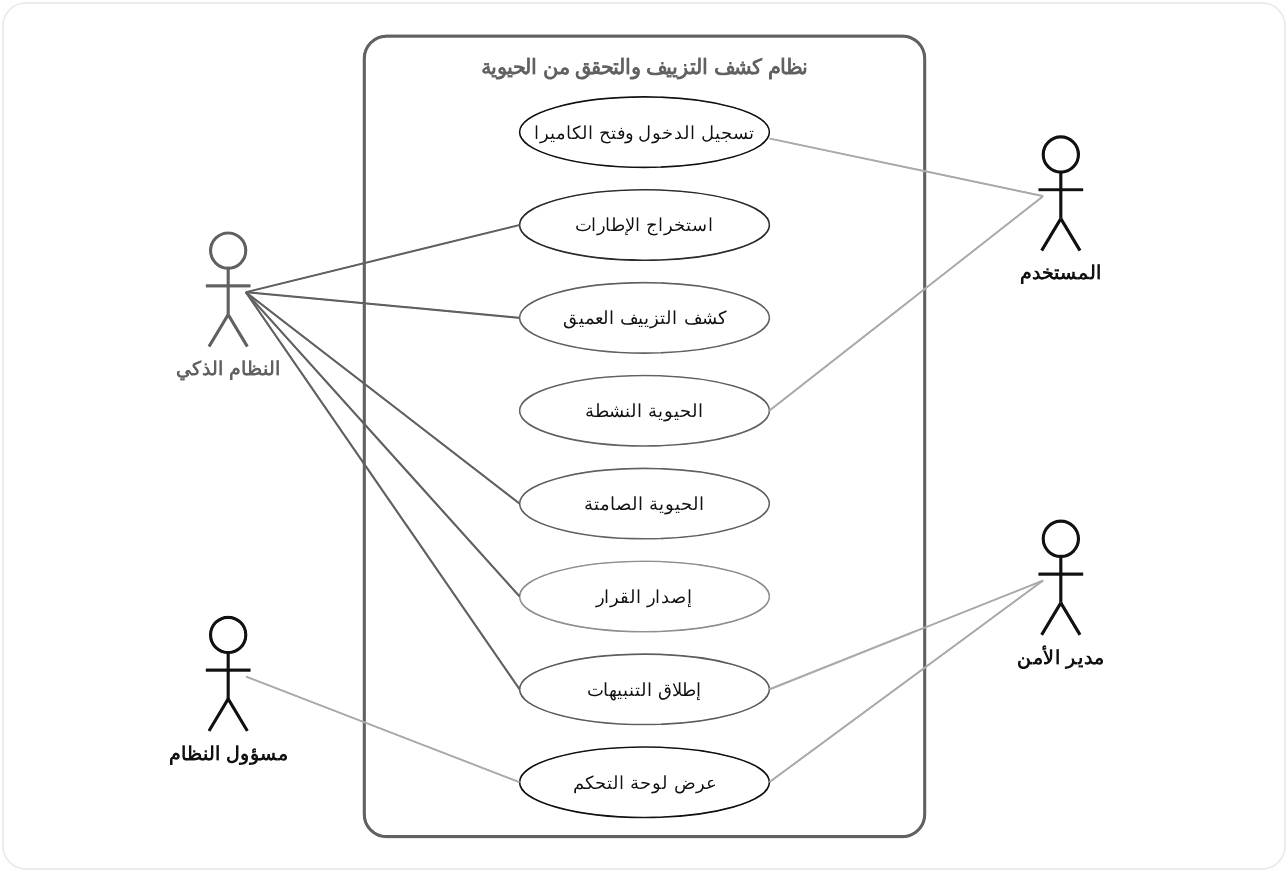 نظام كشف التزييف والتحقق من الحيوية
تسجيل الدخول وفتح الكاميرا
استخراج الإطارات
كشف التزييف العميق
الحيوية النشطة
الحيوية الصامتة
إصدار القرار
إطلاق التنبيهات
عرض لوحة التحكم
المستخدم
مدير الأمن
النظام الذكي
مسؤول النظام